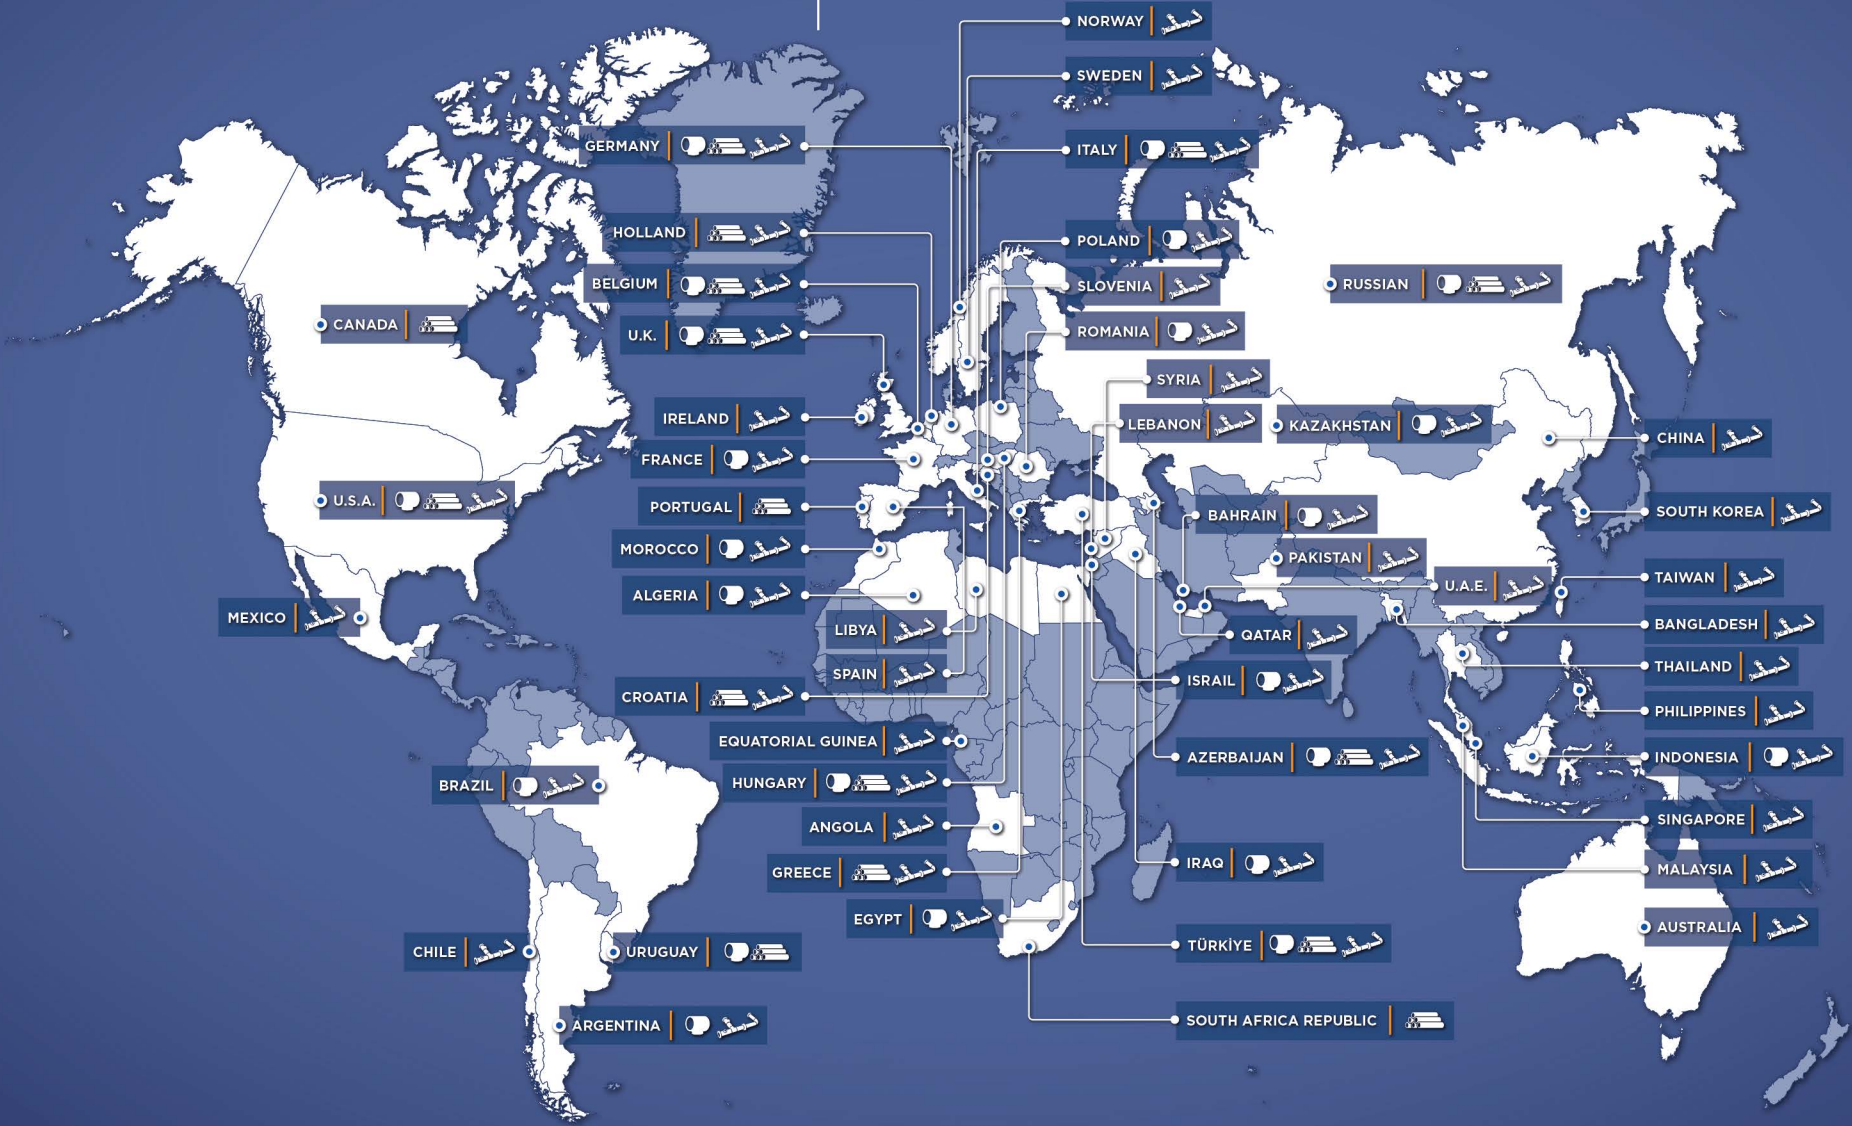 NORWAY
SWEDEN
GERMANY
ITALY
HOLLAND
POLAND
BELGIUM
SLOVENIA
RUSSIAN
CANADA
U.K.
ROMANIA
SYRIA
IRELAND
LEBANON
KAZAKHSTAN
CHINA
FRANCE
U.S.A.
PORTUGAL
BAHRAIN
SOUTH KOREA
MOROCCO
PAKISTAN
TAIWAN
ALGERIA
U.A.E.
MEXICO
LIBYA
QATAR
BANGLADESH
THAILAND
SPAIN
ISRAIL
CROATIA
PHILIPPINES
EQUATORIAL GUINEA
AZERBAIJAN
INDONESIA
BRAZIL
HUNGARY
ANGOLA
SINGAPORE
GREECE
IRAQ
MALAYSIA
EGYPT
AUSTRALIA
CHILE
URUGUAY
TÜRKİYE
ARGENTINA
SOUTH AFRICA REPUBLIC